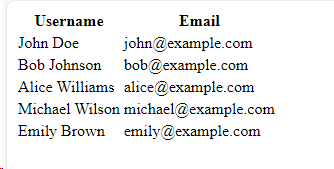 Username Email
John Doe john@example.com
Bob Johnson bob@example.com
Alice Williams alice@example.com
Michael Wilson michael@example.com
Emily Brown emily@example.com